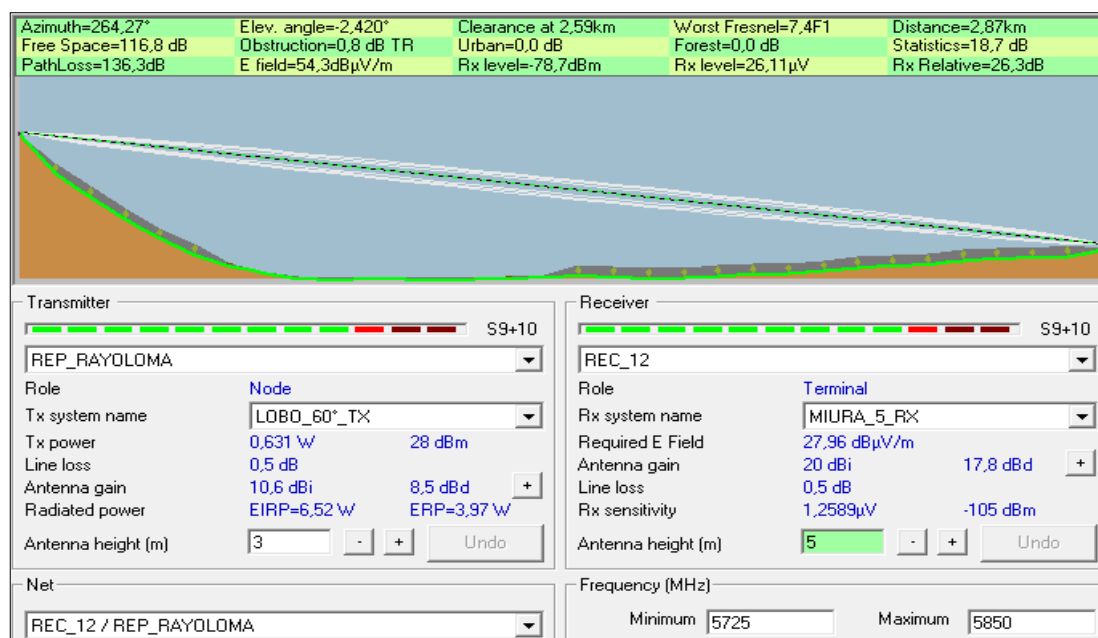 Azimuth=264,27° Elev. angle=-2,420° Clearance at 2,59km Worst Fresnel=7,4F1 Distance=2,87km
Free Space=116,8 dB Obstruction=0,8 dB TR Urban=0,0 dB Forest=0,0 dB Statistics=18,7 dB
PathLoss=136,3dB E field=54,3dBµV/m Rx level=-78,7dBm Rx level=26,11µV Rx Relative=26,3dB
Transmitter
S9+10
REP_RAYOLOMA
Role Node
Tx system name LOBO_60°_TX
Tx power 0,631 W 28 dBm
Line loss 0,5 dB
Antenna gain 10,6 dBi 8,5 dBd +
Radiated power EIRP=6,52 W ERP=3,97 W
Antenna height (m) 3 - + Undo
Receiver
S9+10
REC_12
Role Terminal
Rx system name MIURA_5_RX
Required E Field 27,96 dBµV/m
Antenna gain 20 dBi 17,8 dBd +
Line loss 0,5 dB
Rx sensitivity 1,2589µV -105 dBm
Antenna height (m) 5 - + Undo
Net
REC_12 / REP_RAYOLOMA
Frequency (MHz)
Minimum 5725 Maximum 5850